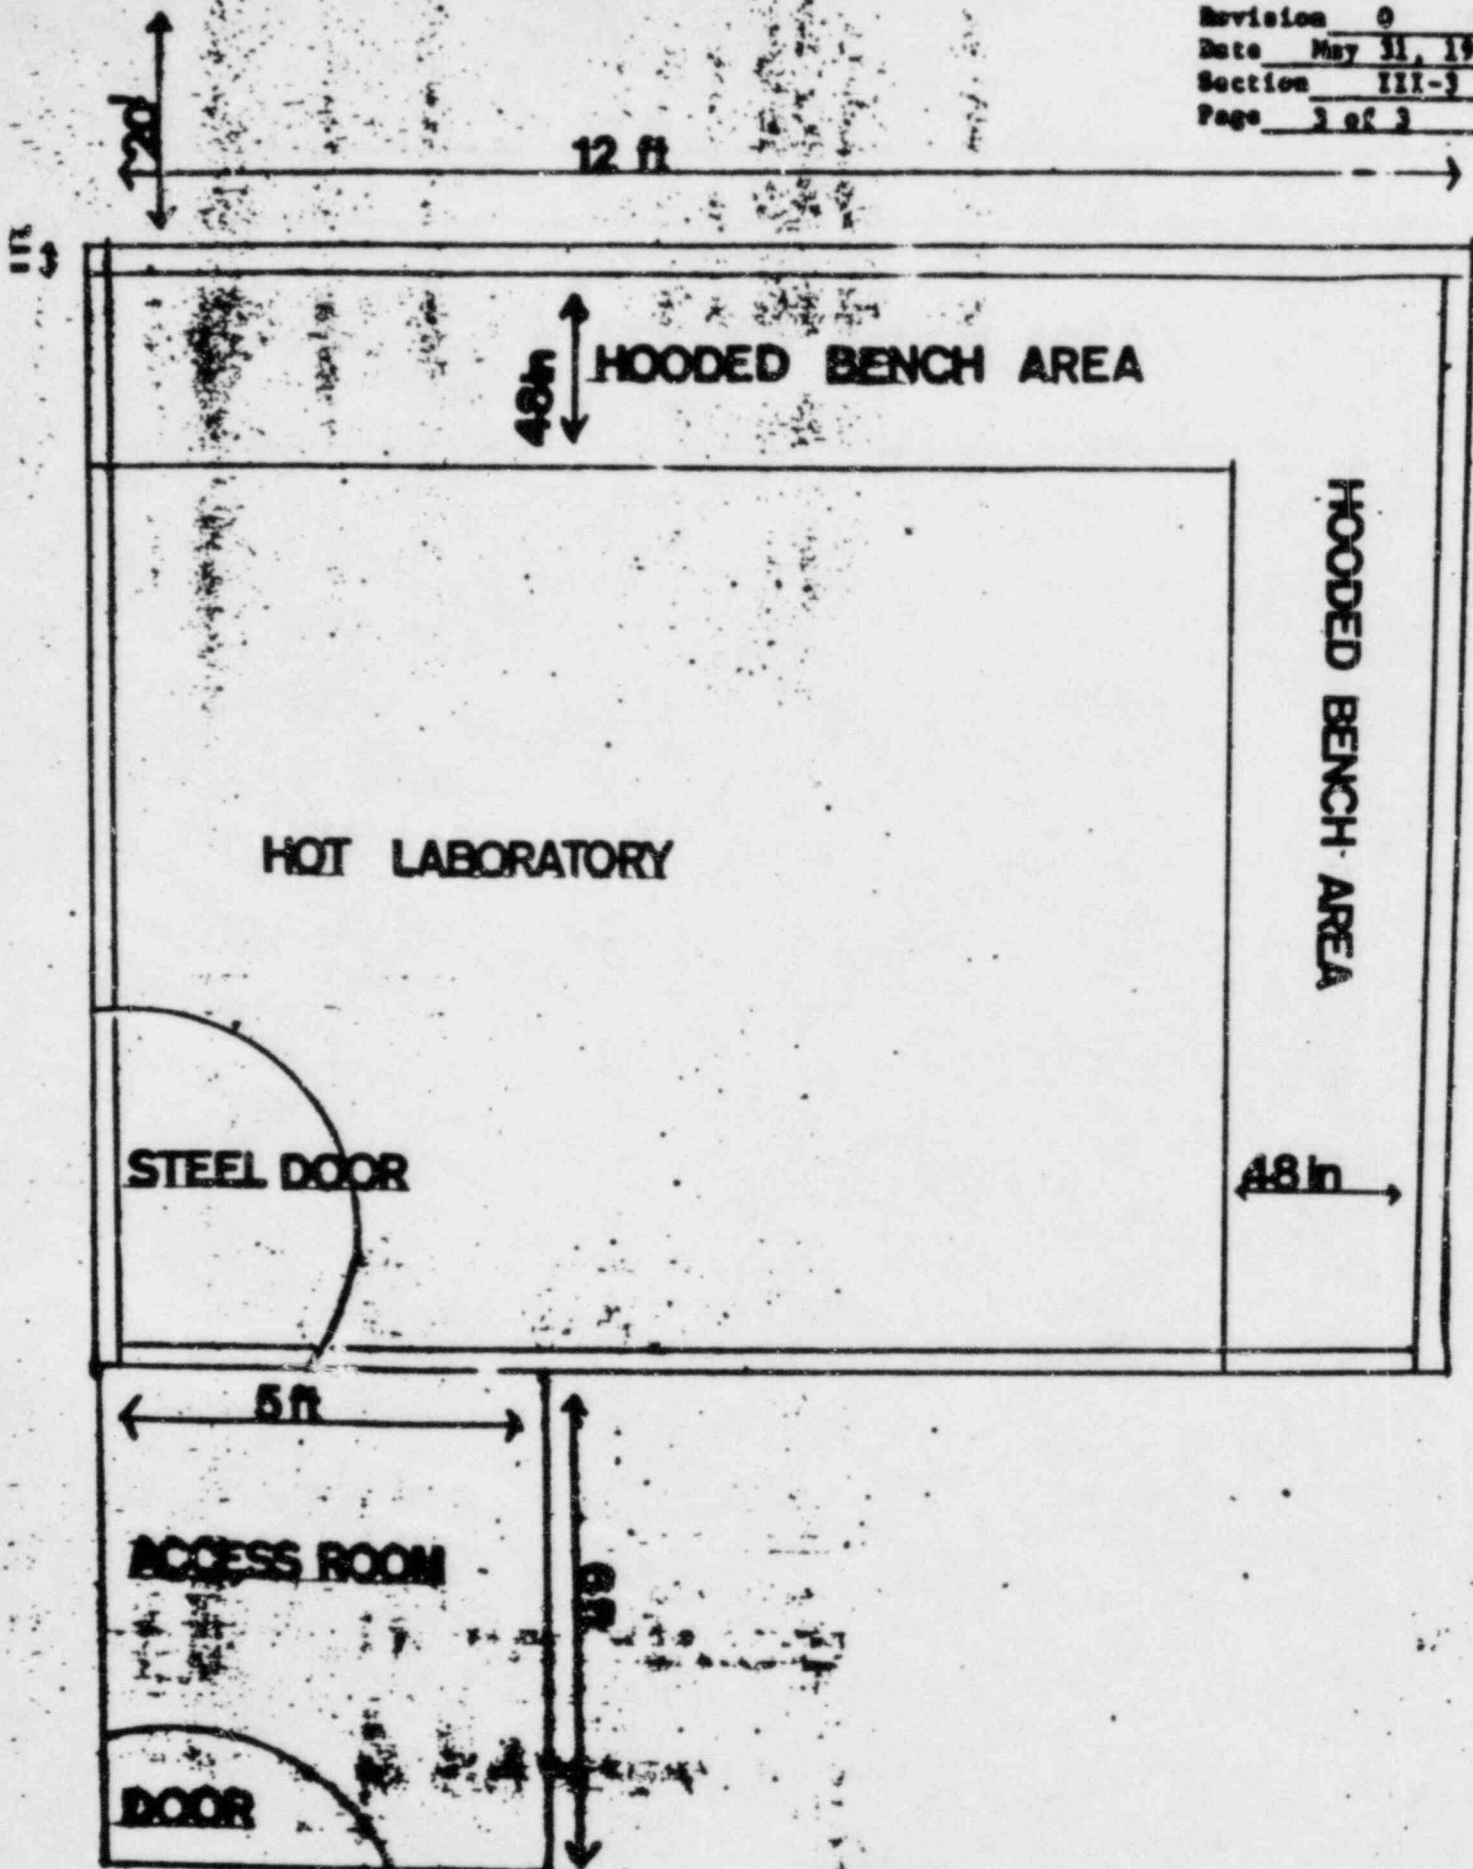 Revision 0
Date May 31, 19
Section III-3
Page 3 of 3
12 ft
48in
HOODED BENCH AREA
HOODED BENCH AREA
HOT LABORATORY
STEEL DOOR
48 in
5 ft
ACCESS ROOM
DOOR